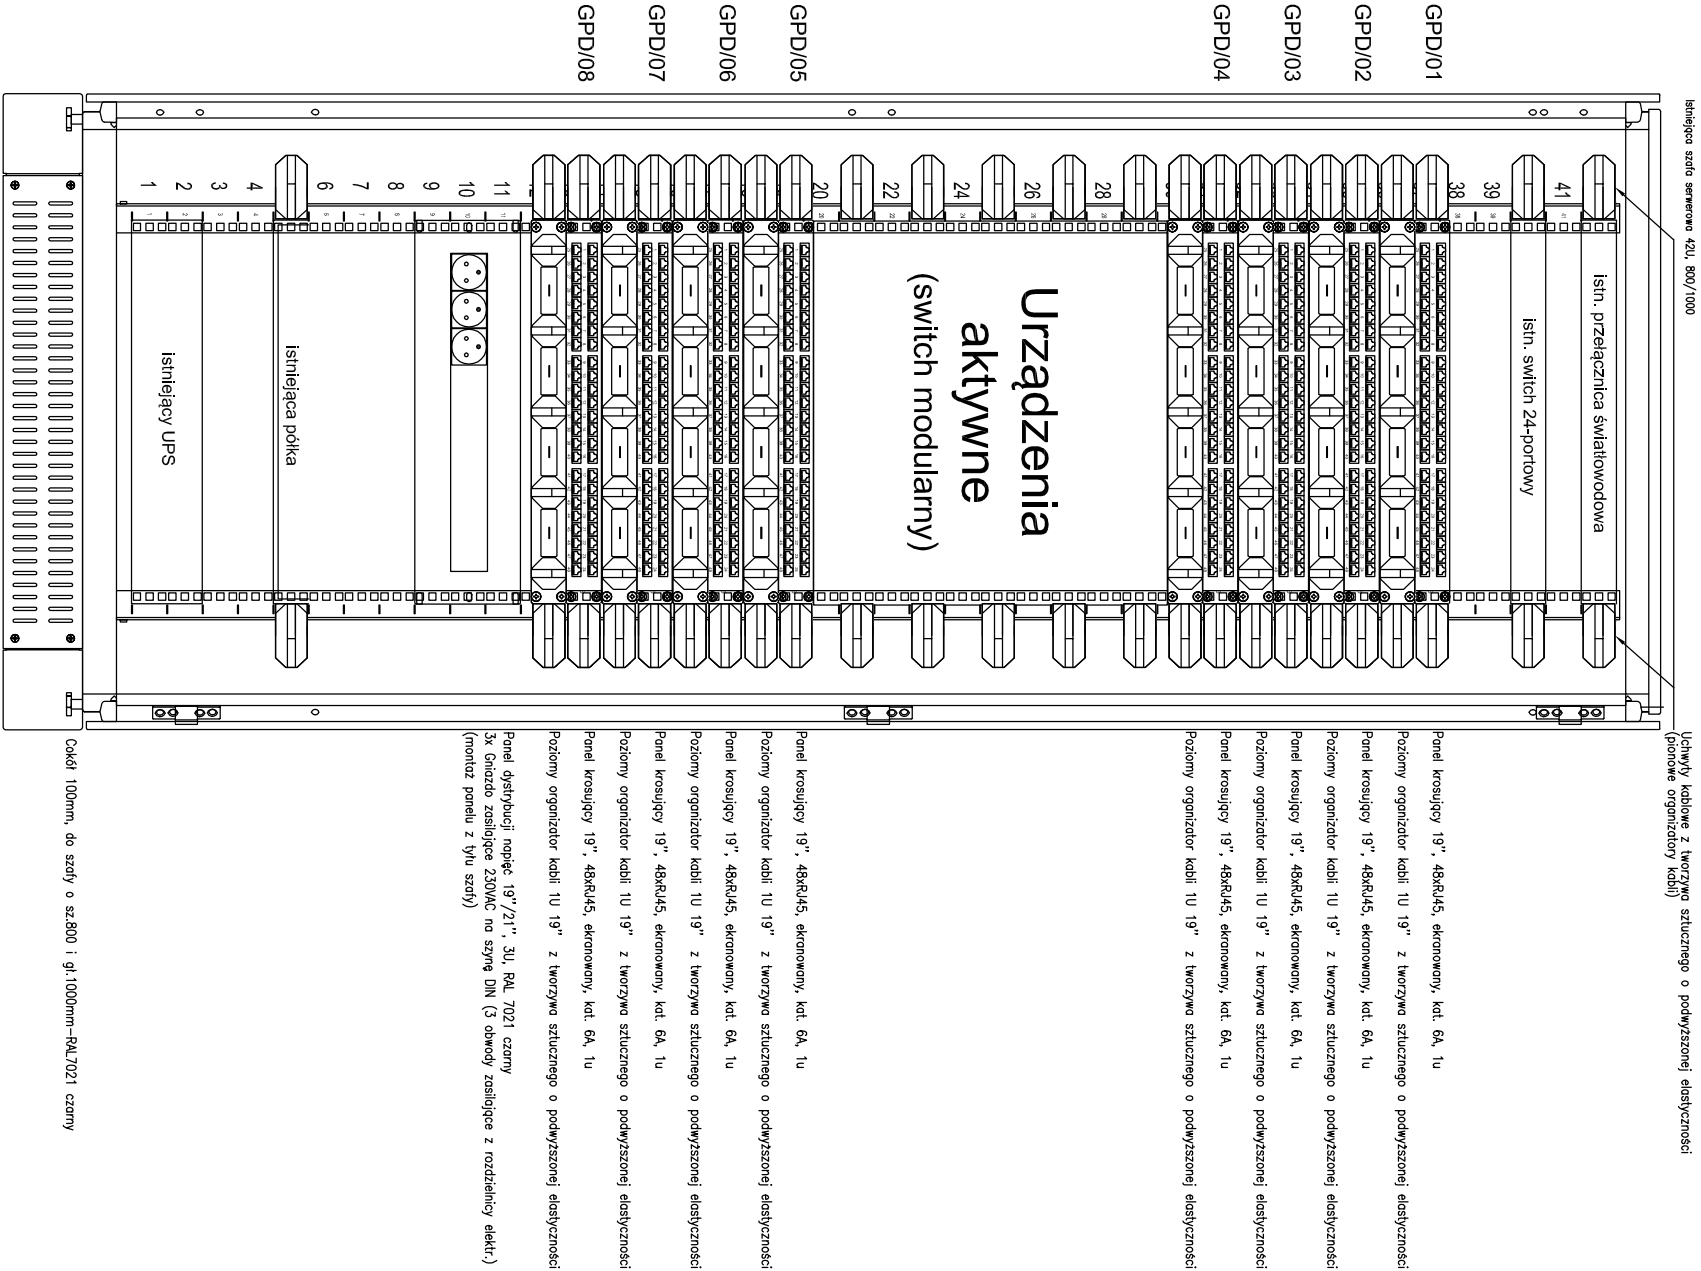 Istniejąca szafa serwerowa 42U, 800/1000
Uchwyty kablowe z tworzywa sztucznego o podwyższonej elastyczności
(pionowe organizatory kabli)
41
istn. przełącznica światłowodowa
istn. switch 24-portowy
39
38
GPD/01
Panel krosujący 19", 48xRJ45, ekranowany, kat. 6A, 1u
Poziomy organizator kabli 1U 19" z tworzywa sztucznego o podwyższonej elastyczności
GPD/02
Panel krosujący 19", 48xRJ45, ekranowany, kat. 6A, 1u
Poziomy organizator kabli 1U 19" z tworzywa sztucznego o podwyższonej elastyczności
GPD/03
Panel krosujący 19", 48xRJ45, ekranowany, kat. 6A, 1u
Poziomy organizator kabli 1U 19" z tworzywa sztucznego o podwyższonej elastyczności
GPD/04
Panel krosujący 19", 48xRJ45, ekranowany, kat. 6A, 1u
Poziomy organizator kabli 1U 19" z tworzywa sztucznego o podwyższonej elastyczności
28
26
24
22
20
Urządzenia
aktywne
(switch modularny)
GPD/05
Panel krosujący 19", 48xRJ45, ekranowany, kat. 6A, 1u
Poziomy organizator kabli 1U 19" z tworzywa sztucznego o podwyższonej elastyczności
GPD/06
Panel krosujący 19", 48xRJ45, ekranowany, kat. 6A, 1u
Poziomy organizator kabli 1U 19" z tworzywa sztucznego o podwyższonej elastyczności
GPD/07
Panel krosujący 19", 48xRJ45, ekranowany, kat. 6A, 1u
Poziomy organizator kabli 1U 19" z tworzywa sztucznego o podwyższonej elastyczności
GPD/08
Panel krosujący 19", 48xRJ45, ekranowany, kat. 6A, 1u
Poziomy organizator kabli 1U 19" z tworzywa sztucznego o podwyższonej elastyczności
11
10
9
Panel dystrybucji napięć 19"/21", 3U, RAL 7021 czarny
3x Gniazdo zasilające 230VAC na szynę DIN (3 obwody zasilające z rozdzielnicy elektr.)
(montaż panelu z tyłu szafy)
8
7
6
istniejąca półka
4
3
2
1
istniejący UPS
Cokół 100mm, do szafy o sz.800 i gł.1000mm-RAL7021 czarny